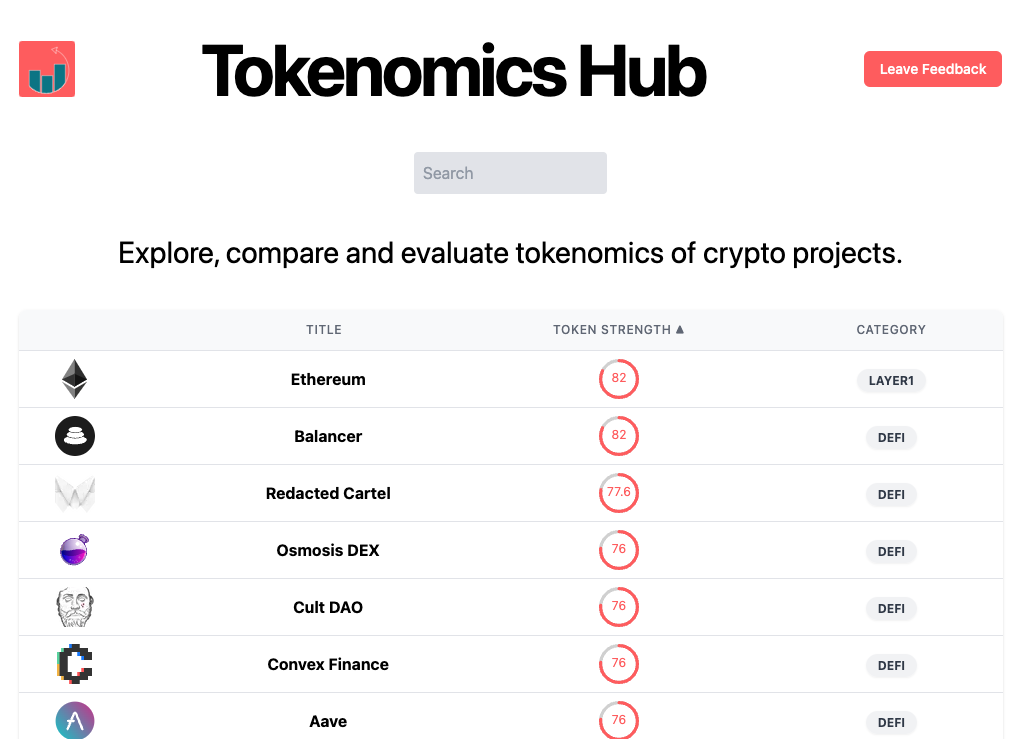 Tokenomics Hub
Leave Feedback
Search
Explore, compare and evaluate tokenomics of crypto projects.
TITLE TOKEN STRENGTH ▲ CATEGORY
Ethereum 82 LAYER1
Balancer 82 DEFI
Redacted Cartel 77.6 DEFI
Osmosis DEX 76 DEFI
Cult DAO 76 DEFI
Convex Finance 76 DEFI
Aave 76 DEFI